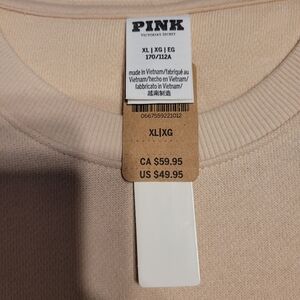 PINK
VICTORIA'S SECRET
XL | XG | EG
170/112A
made in Vietnam/fabriqué au
Vietnam/hecho en Vietnam/
fabbricato in Vietnam/
越南制造
0667559221012
XL|XG
CA $59.95
US $49.95